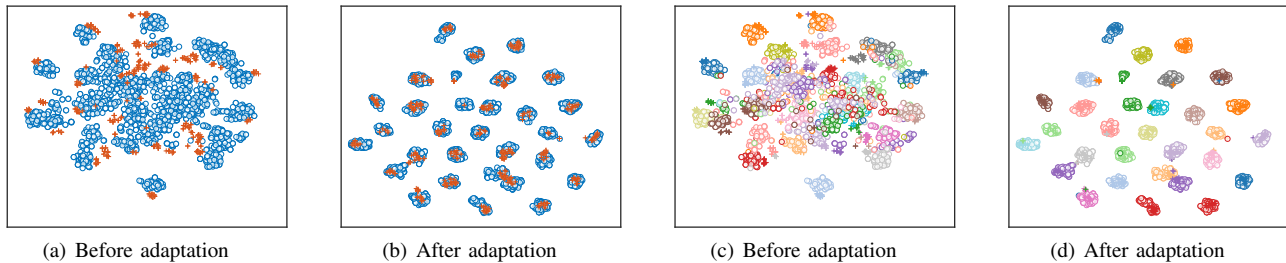 (a) Before adaptation
(b) After adaptation
(c) Before adaptation
(d) After adaptation